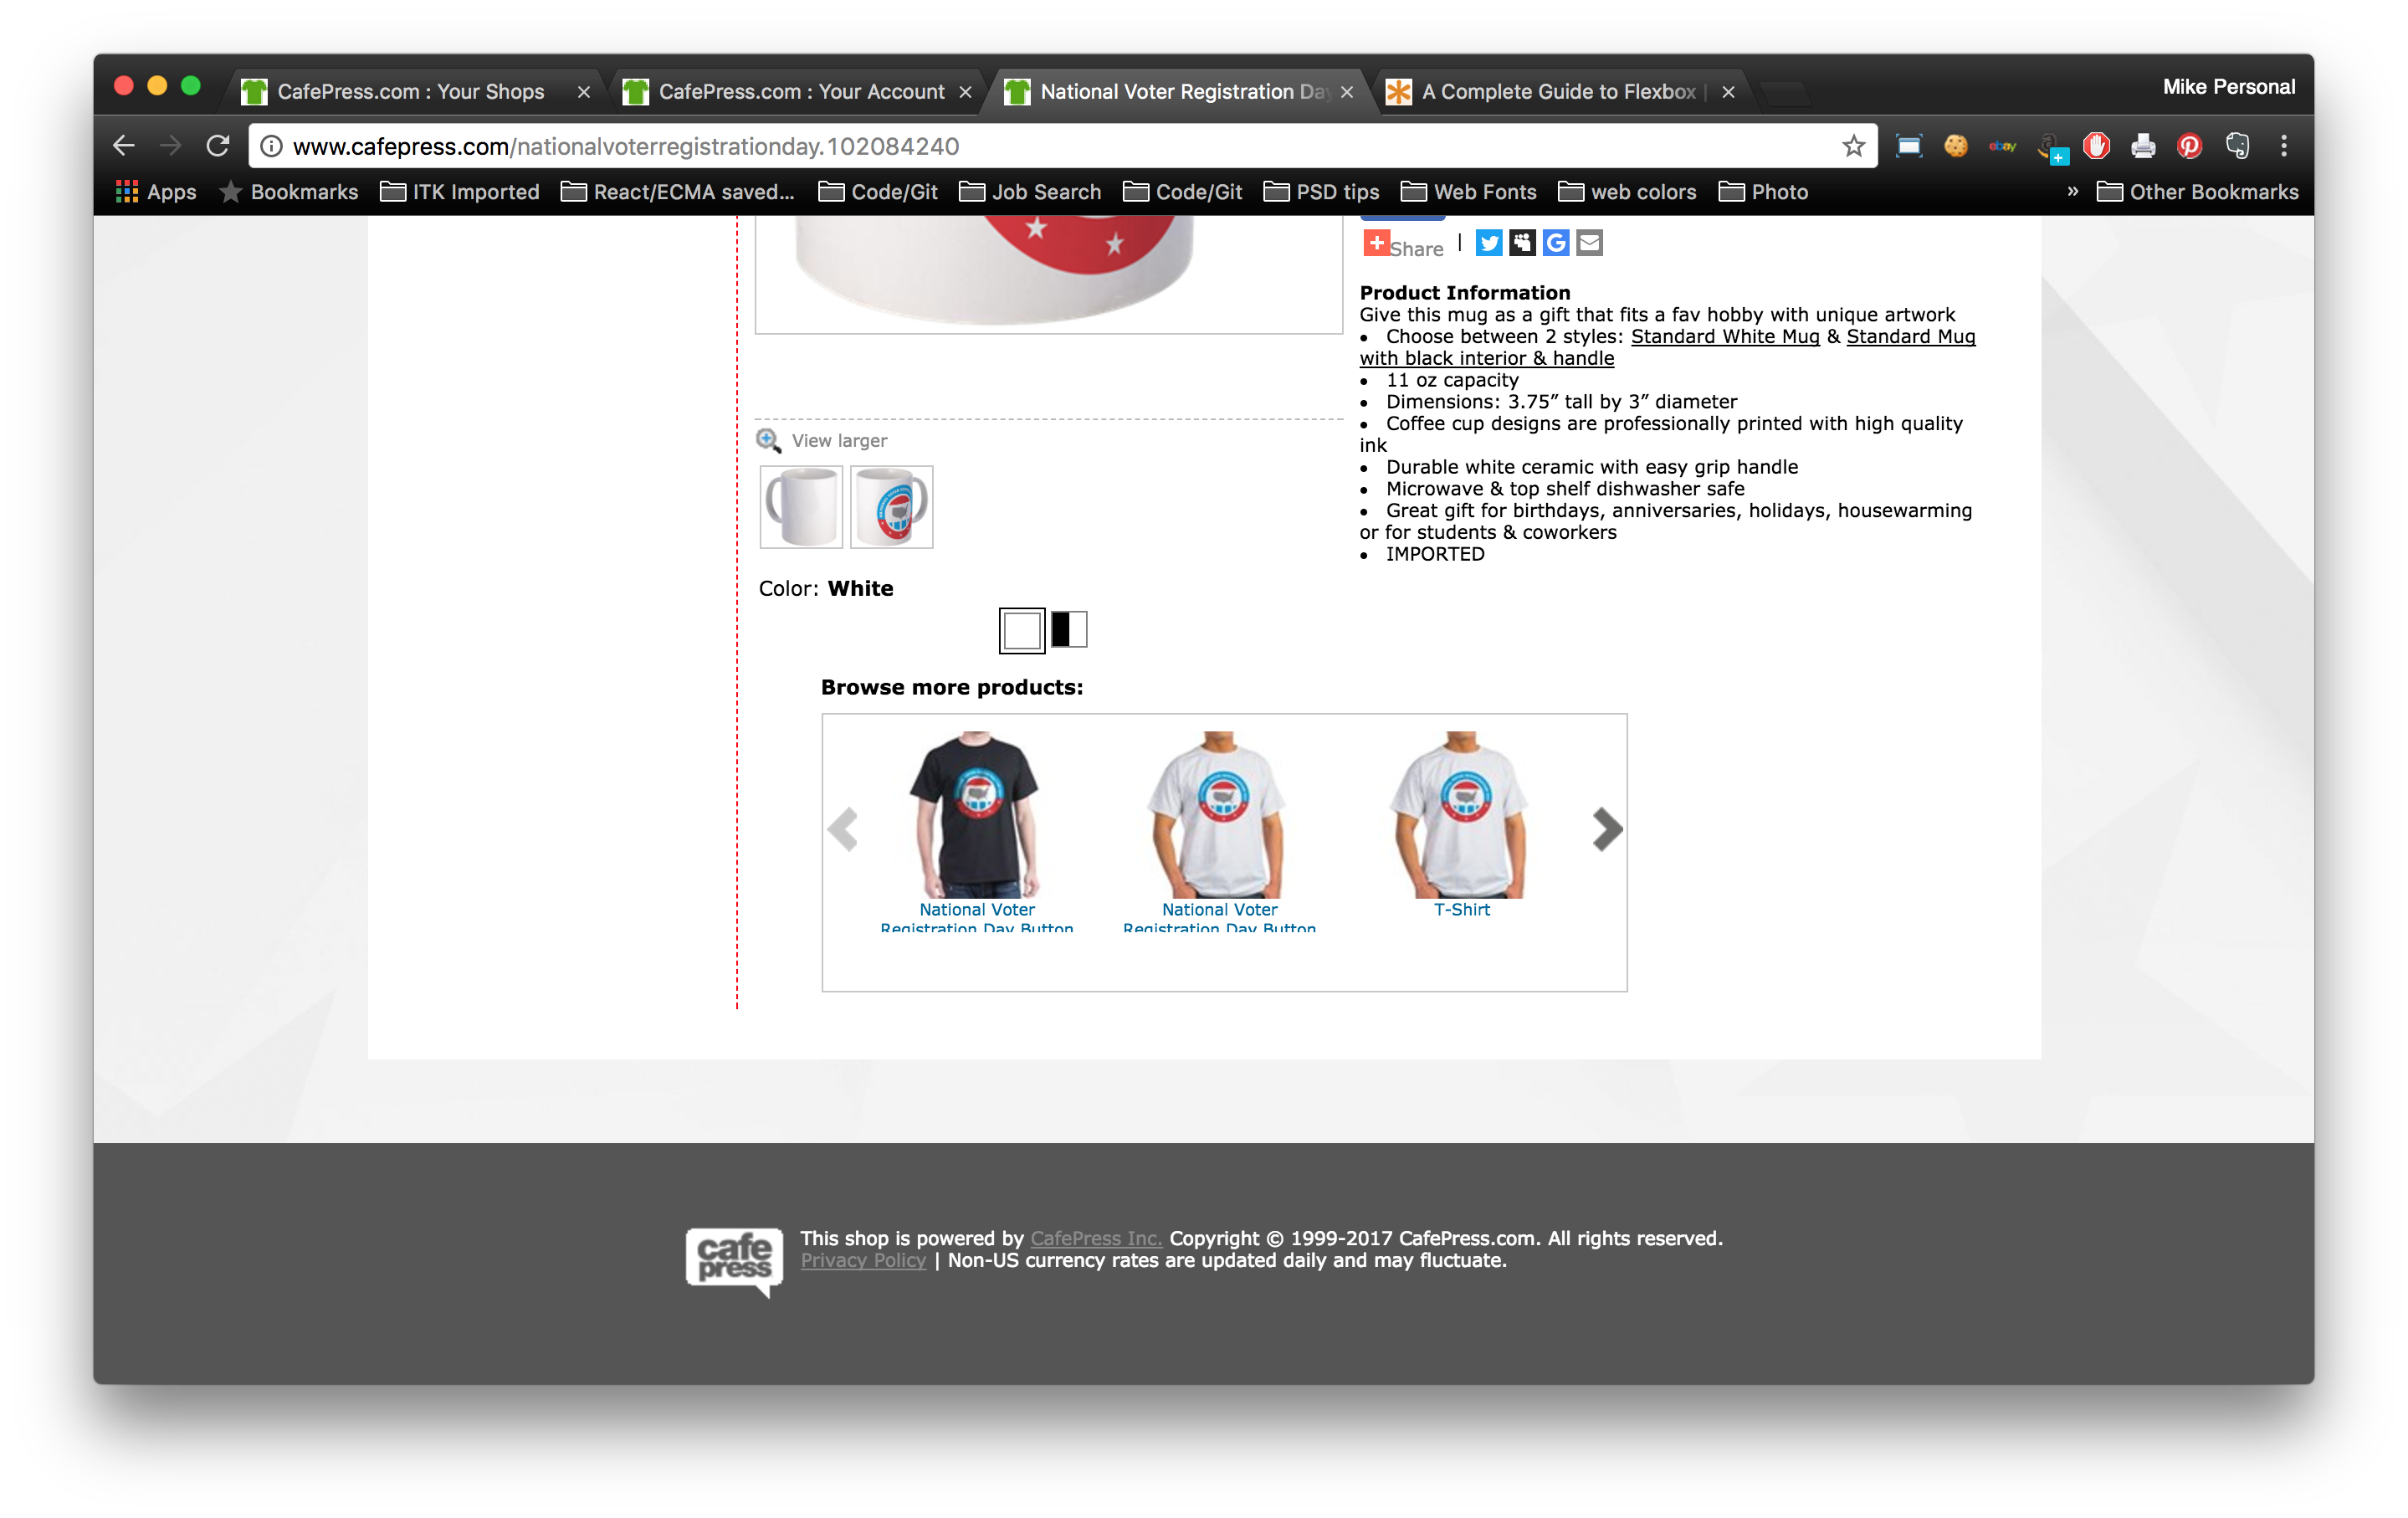 CafePress.com : Your Shops
CafePress.com : Your Account
National Voter Registration Da
A Complete Guide to Flexbox |
Mike Personal
www.cafepress.com/nationalvoterregistrationday.102084240
ebay
Apps
Bookmarks
ITK Imported
React/ECMA saved...
Code/Git
Job Search
Code/Git
PSD tips
Web Fonts
web colors
Photo
»
Other Bookmarks
Share |
Product Information
Give this mug as a gift that fits a fav hobby with unique artwork
• Choose between 2 styles: Standard White Mug & Standard Mug
with black interior & handle
• 11 oz capacity
• Dimensions: 3.75” tall by 3” diameter
• Coffee cup designs are professionally printed with high quality
ink
• Durable white ceramic with easy grip handle
• Microwave & top shelf dishwasher safe
• Great gift for birthdays, anniversaries, holidays, housewarming
or for students & coworkers
• IMPORTED
View larger
Color: White
Browse more products:
National Voter
Registration Day Button
National Voter
Registration Day Button
T-Shirt
cafe
press
This shop is powered by CafePress Inc. Copyright © 1999-2017 CafePress.com. All rights reserved.
Privacy Policy | Non-US currency rates are updated daily and may fluctuate.